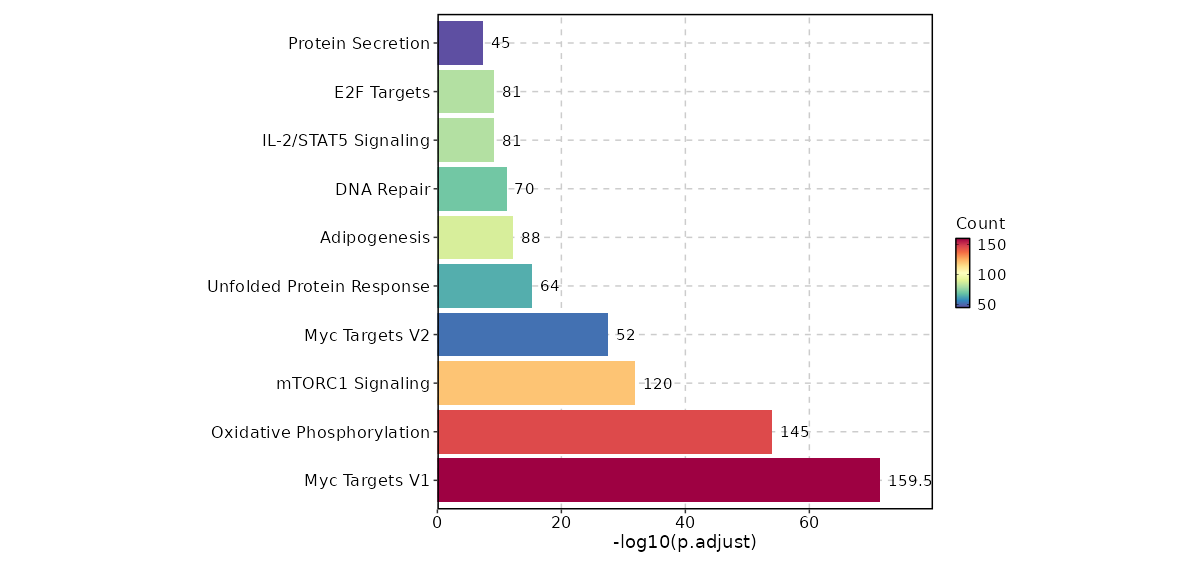 Protein Secretion 45
E2F Targets 81
IL-2/STAT5 Signaling 81
DNA Repair 70
Adipogenesis 88
Unfolded Protein Response 64
Myc Targets V2 52
mTORC1 Signaling 120
Oxidative Phosphorylation 145
Myc Targets V1 159.5
0 20 40 60
-log10(p.adjust)
Count
150
100
50